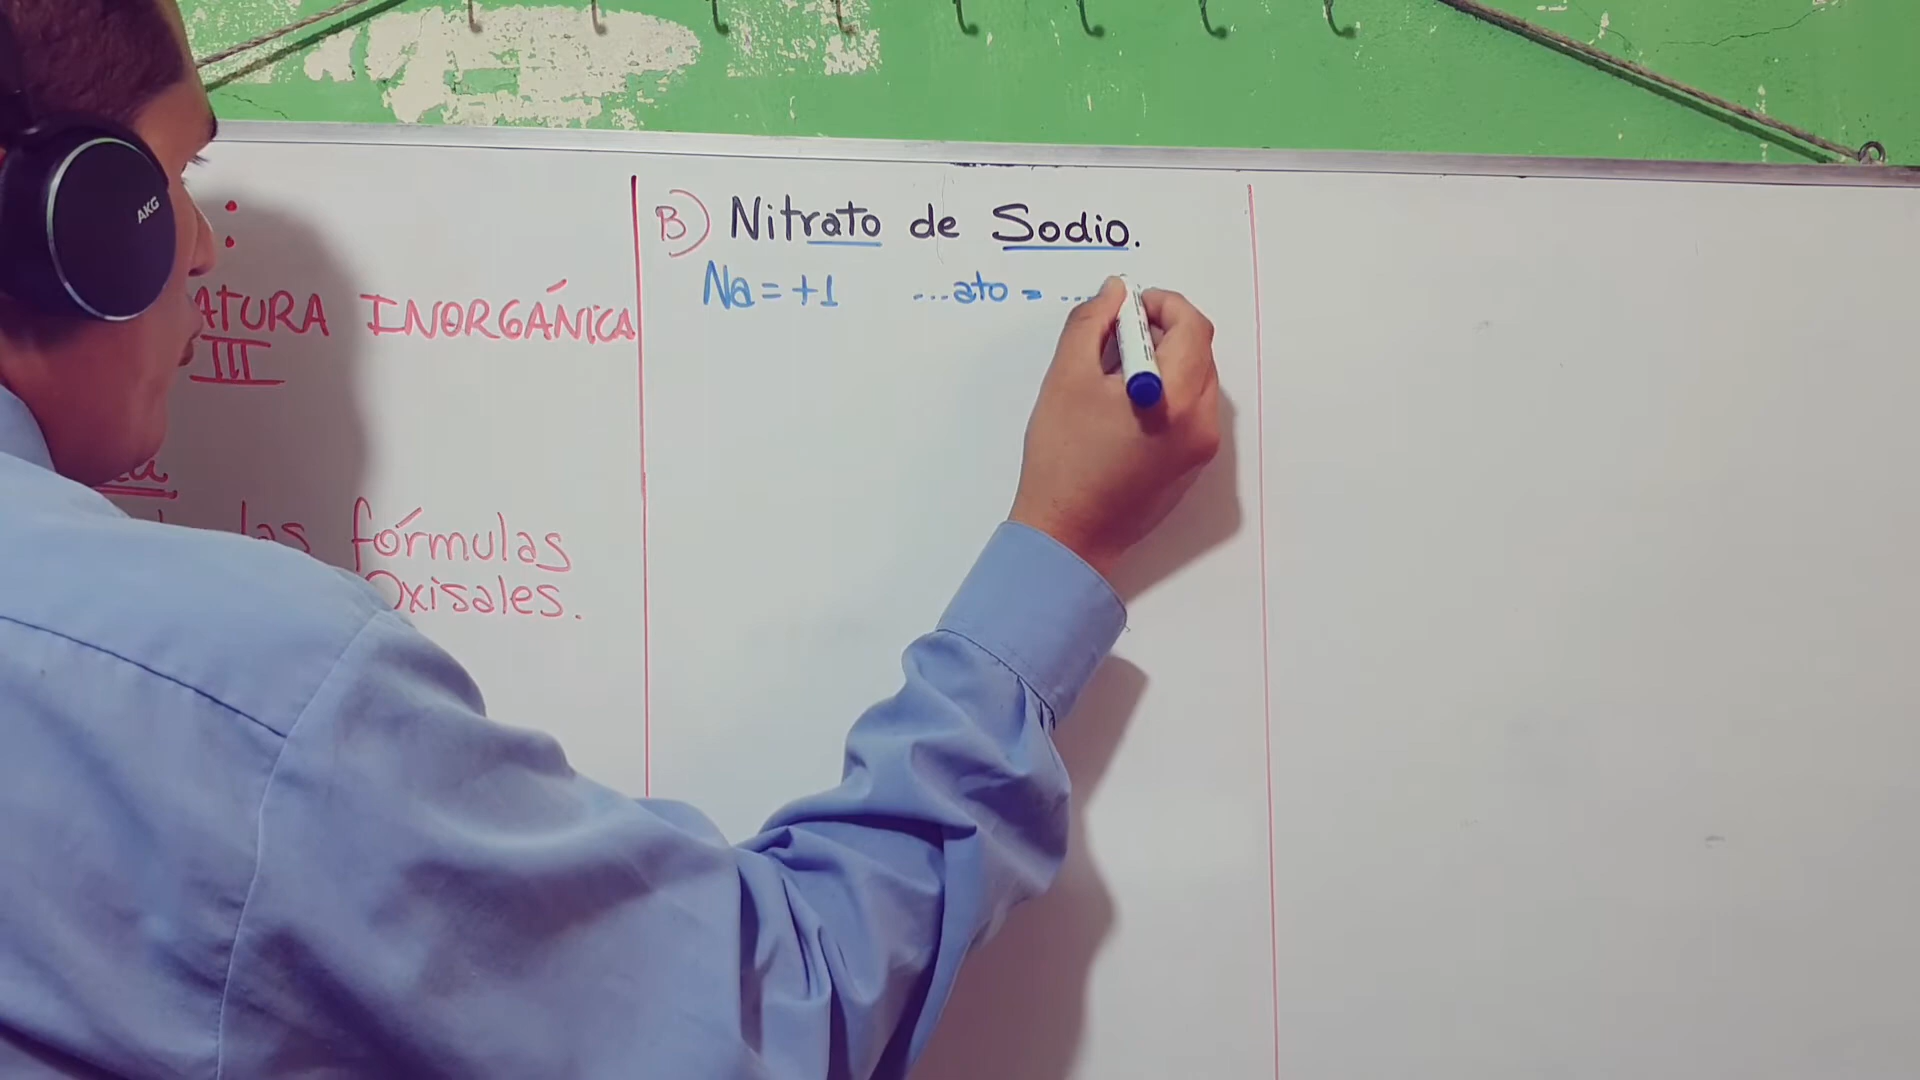 AKG
:
ATURA INORGÁNICA
III
las fórmulas
Oxisales.
B) Nitrato de Sodio.
Na = +1 ...ato = ...